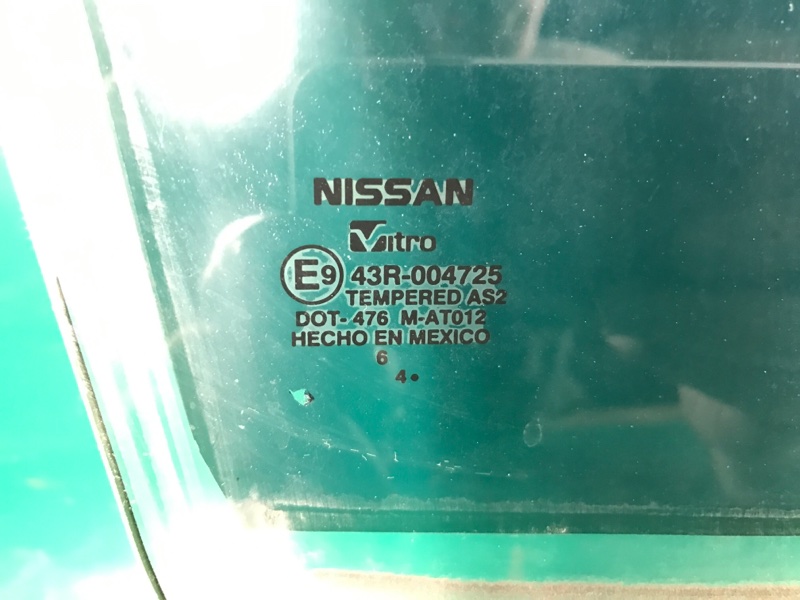 NISSAN
Vitro
E9 43R-004725
TEMPERED AS2
DOT-476 M-AT012
HECHO EN MEXICO
6
4•